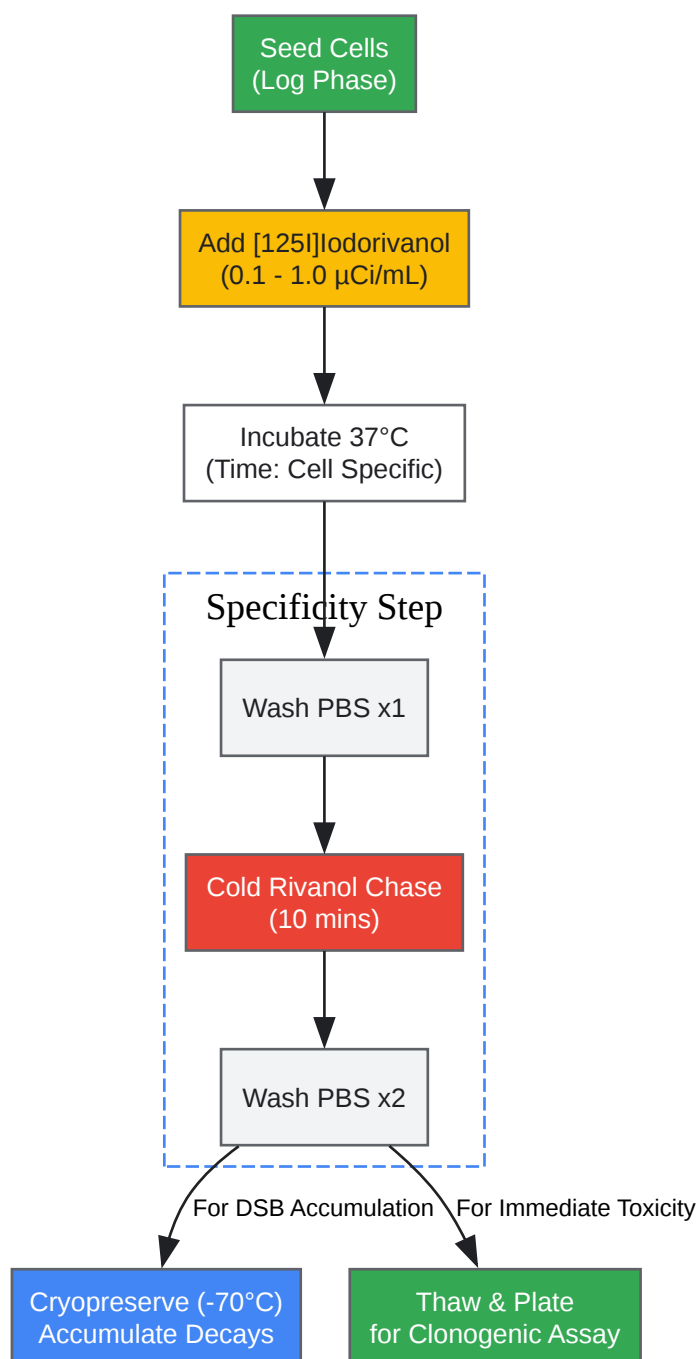 Seed Cells
(Log Phase)
Add [125I]Iodorivanol
(0.1 - 1.0 µCi/mL)
Incubate 37°C
(Time: Cell Specific)
Specificity Step
Wash PBS x1
Cold Rivanol Chase
(10 mins)
Wash PBS x2
For DSB Accumulation
For Immediate Toxicity
Cryopreserve (-70°C)
Accumulate Decays
Thaw & Plate
for Clonogenic Assay